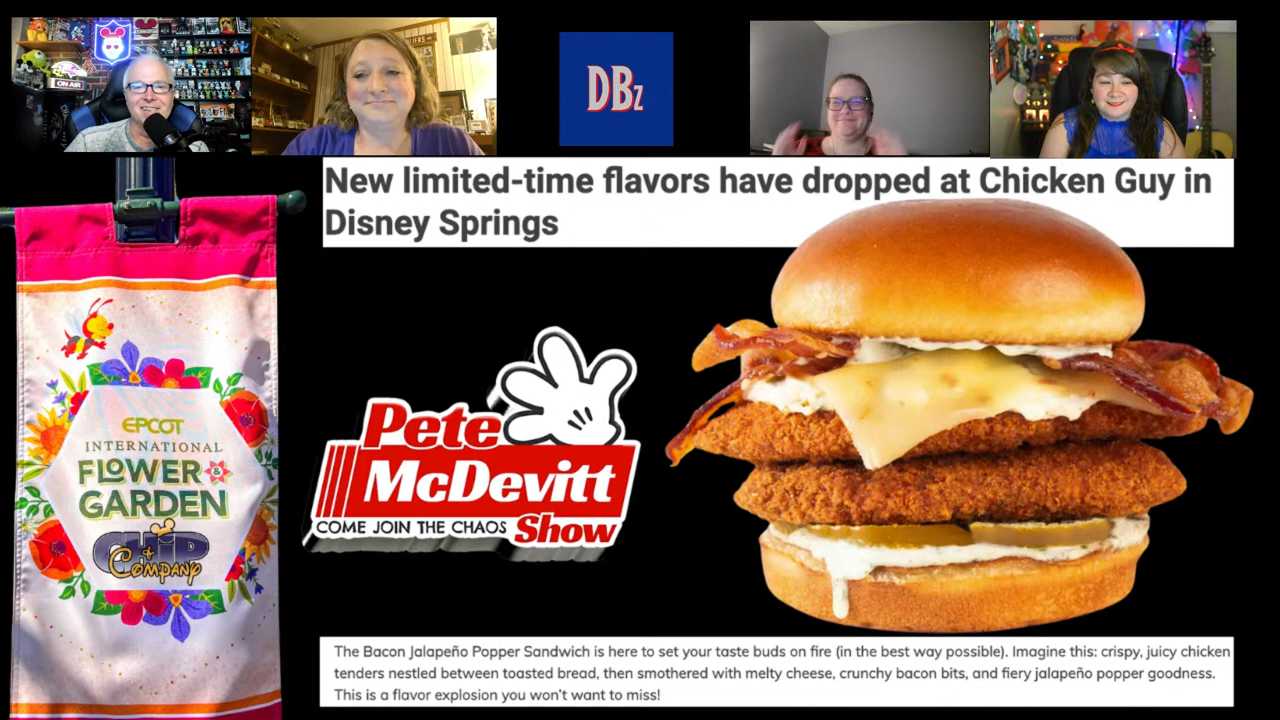 ON AIR
DBz
New limited-time flavors have dropped at Chicken Guy in
Disney Springs
EPCOT
INTERNATIONAL
FLOWER &
GARDEN
CHIP
&
COMPANY
Pete
McDevitt
COME JOIN THE CHAOS Show
The Bacon Jalapeño Popper Sandwich is here to set your taste buds on fire (in the best way possible). Imagine this: crispy, juicy chicken
tenders nestled between toasted bread, then smothered with melty cheese, crunchy bacon bits, and fiery jalapeño popper goodness.
This is a flavor explosion you won't want to miss!